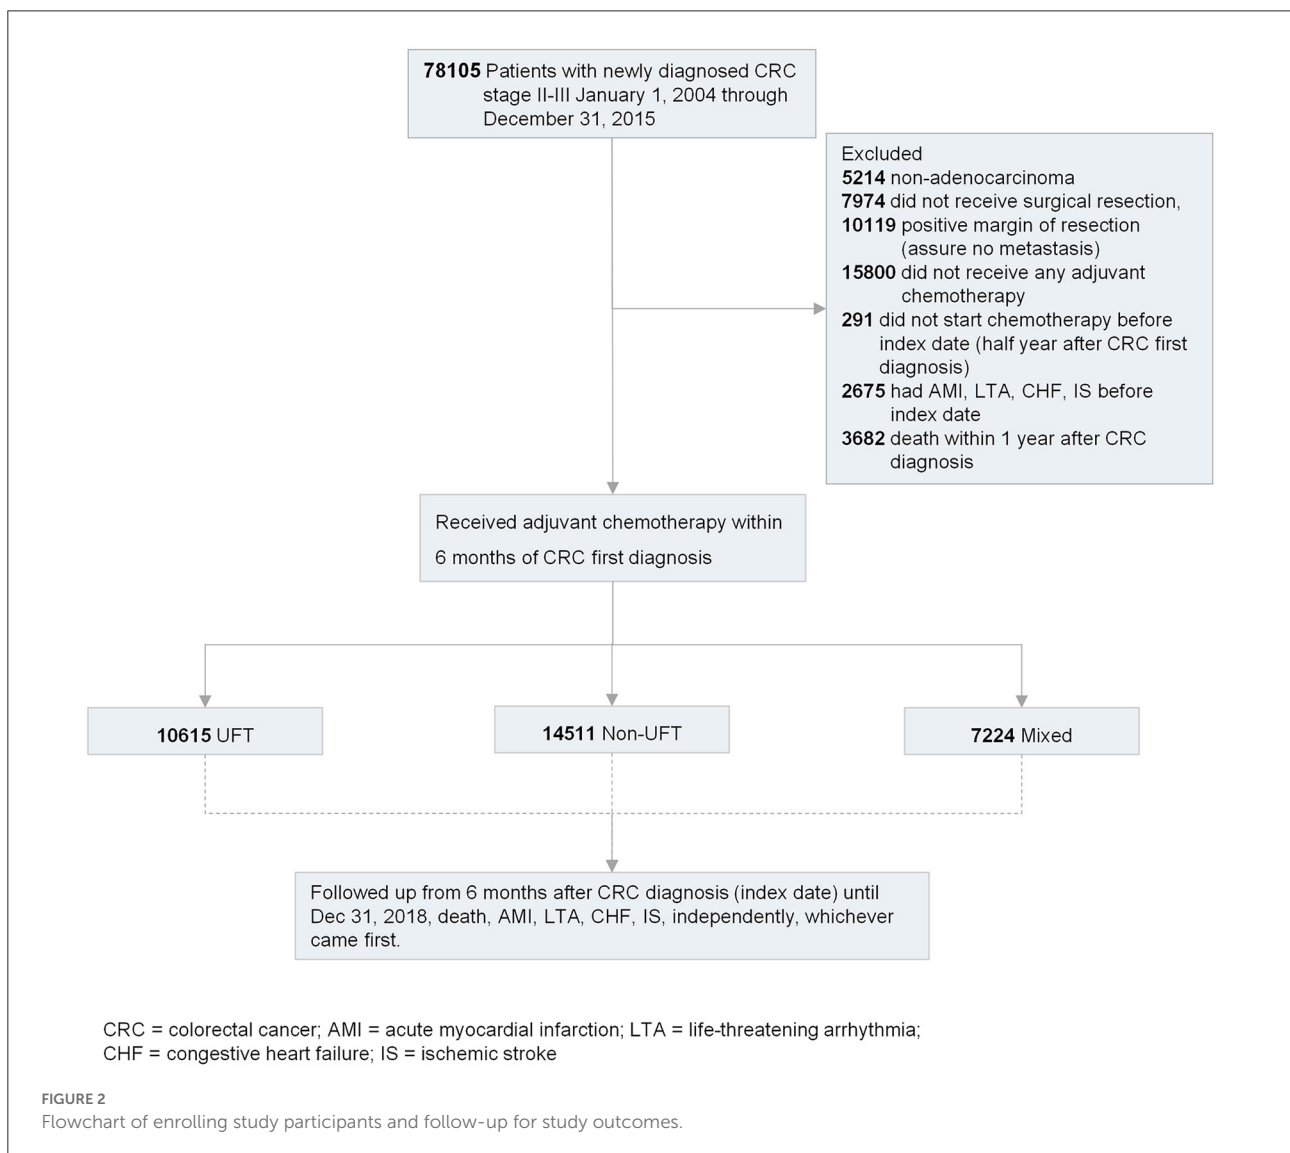 78105 Patients with newly diagnosed CRC
stage II-III January 1, 2004 through
December 31, 2015
Excluded
5214 non-adenocarcinoma
7974 did not receive surgical resection,
10119 positive margin of resection
(assure no metastasis)
15800 did not receive any adjuvant
chemotherapy
291 did not start chemotherapy before
index date (half year after CRC first
diagnosis)
2675 had AMI, LTA, CHF, IS before
index date
3682 death within 1 year after CRC
diagnosis
Received adjuvant chemotherapy within
6 months of CRC first diagnosis
10615 UFT
14511 Non-UFT
7224 Mixed
Followed up from 6 months after CRC diagnosis (index date) until
Dec 31, 2018, death, AMI, LTA, CHF, IS, independently, whichever
came first.
CRC = colorectal cancer; AMI = acute myocardial infarction; LTA = life-threatening arrhythmia;
CHF = congestive heart failure; IS = ischemic stroke
FIGURE 2
Flowchart of enrolling study participants and follow-up for study outcomes.